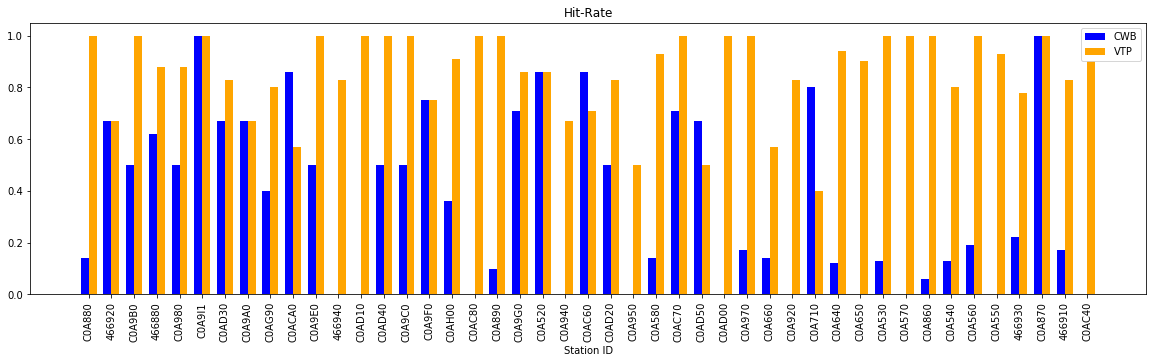 Hit-Rate
CWB
VTP
1.0
0.8
0.6
0.4
0.2
0.0
C0A880
466920
C0A9B0
466880
C0A980
C0A9I1
C0AD30
C0A9A0
C0AG90
C0ACA0
C0A9E0
466940
C0AD10
C0AD40
C0A9C0
C0A9F0
C0AH00
C0AC80
C0A890
C0A9G0
C0A520
C0A940
C0AC60
C0AD20
C0A950
C0A580
C0AC70
C0AD50
C0AD00
C0A970
C0A660
C0A920
C0A710
C0A640
C0A650
C0A530
C0A570
C0A860
C0A540
C0A560
C0A550
466930
C0A870
466910
C0AC40
Station ID